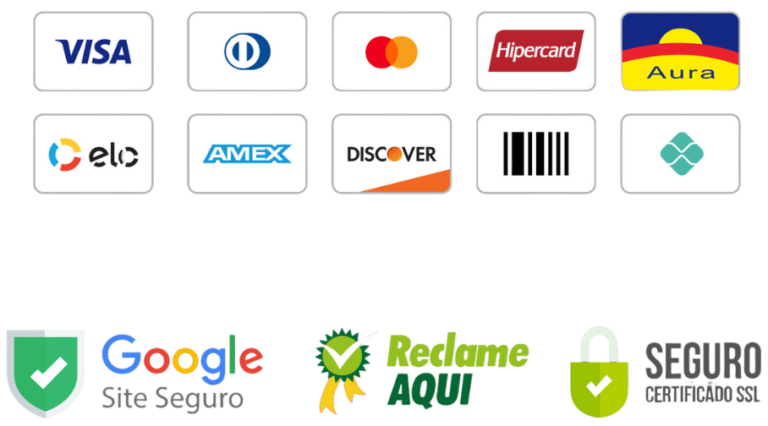 VISA
Hipercard
Aura
elo
AMEX
DISCOVER
Google
Site Seguro
Reclame
AQUI
SEGURO
CERTIFICADO SSL